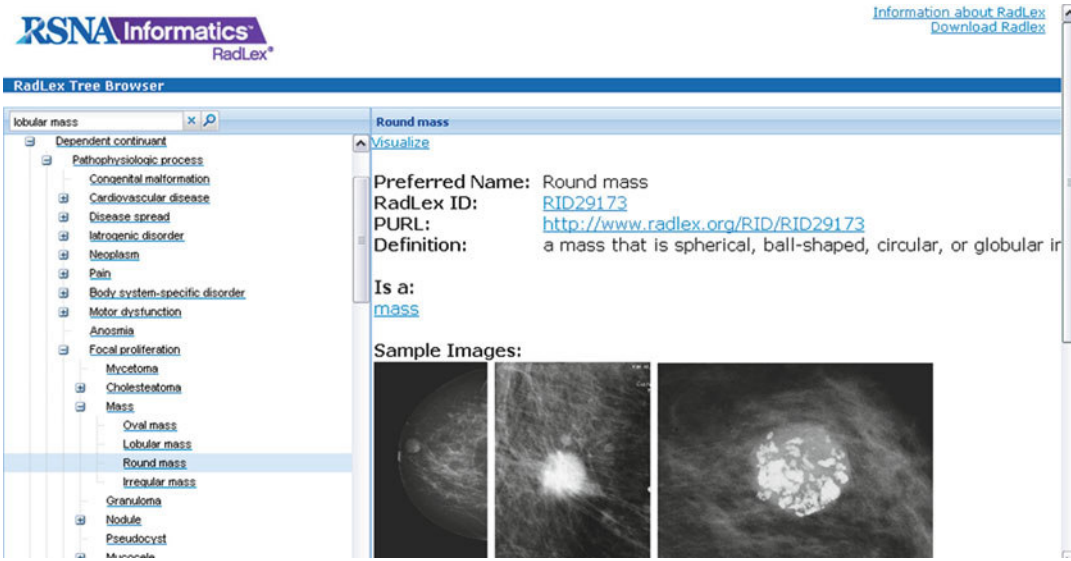 RSNA Informatics™
RadLex®
Information about RadLex
Download Radlex
RadLex Tree Browser
lobular mass
Dependent continuant
Pathophysiologic process
Congenital malformation
Cardiovascular disease
Disease spread
Iatrogenic disorder
Neoplasm
Pain
Body system-specific disorder
Motor dysfunction
Anosmia
Focal proliferation
Mycetoma
Cholesteatoma
Mass
Oval mass
Lobular mass
Round mass
Irregular mass
Granuloma
Nodule
Pseudocyst
Mucocele
Round mass
Visualize
Preferred Name: Round mass
RadLex ID: RID29173
PURL: http://www.radlex.org/RID/RID29173
Definition: a mass that is spherical, ball-shaped, circular, or globular in
Is a:
mass
Sample Images: